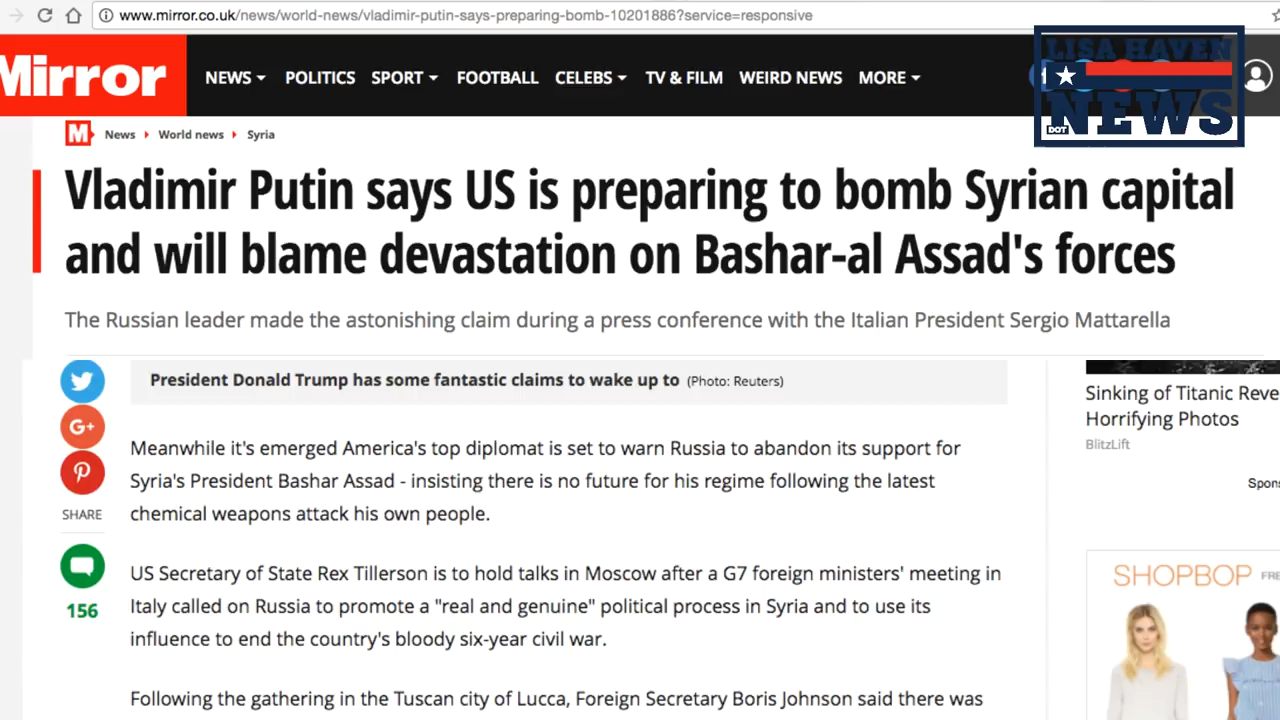 www.mirror.co.uk/news/world-news/vladimir-putin-says-preparing-bomb-10201886?service=responsive
Mirror
NEWS POLITICS SPORT FOOTBALL CELEBS TV & FILM WEIRD NEWS MORE
LISA HAVEN
DOT NEWS
M News World news Syria
Vladimir Putin says US is preparing to bomb Syrian capital
and will blame devastation on Bashar-al Assad's forces
The Russian leader made the astonishing claim during a press conference with the Italian President Sergio Mattarella
President Donald Trump has some fantastic claims to wake up to (Photo: Reuters)
G+
SHARE
156
Meanwhile it's emerged America's top diplomat is set to warn Russia to abandon its support for
Syria's President Bashar Assad - insisting there is no future for his regime following the latest
chemical weapons attack his own people.
US Secretary of State Rex Tillerson is to hold talks in Moscow after a G7 foreign ministers' meeting in
Italy called on Russia to promote a "real and genuine" political process in Syria and to use its
influence to end the country's bloody six-year civil war.
Following the gathering in the Tuscan city of Lucca, Foreign Secretary Boris Johnson said there was
Sinking of Titanic Reve
Horrifying Photos
BlitzLift
Spons
SHOPBOP FRE